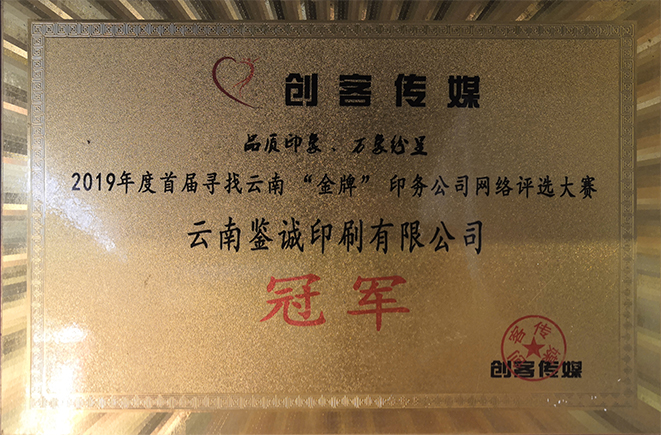 创客传媒
品质印象、万象纷呈
2019年度首届寻找云南“金牌”印务公司网络评选大赛
云南鉴诚印刷有限公司
冠军
创客传媒